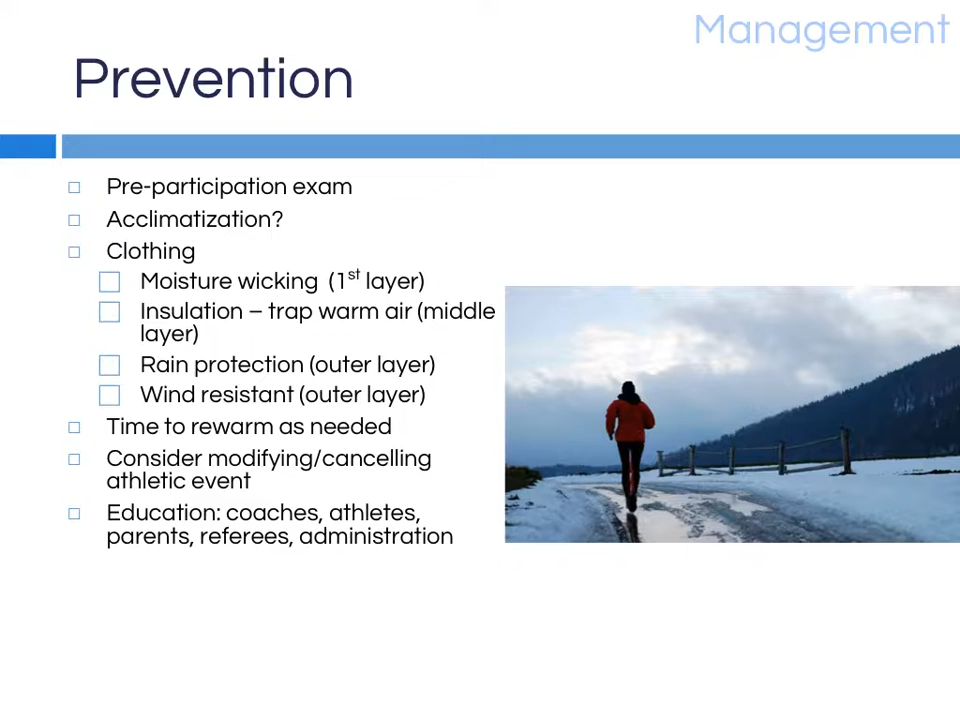 Management
Prevention
Pre-participation exam
Acclimatization?
Clothing
Moisture wicking (1st layer)
Insulation – trap warm air (middle
layer)
Rain protection (outer layer)
Wind resistant (outer layer)
Time to rewarm as needed
Consider modifying/cancelling
athletic event
Education: coaches, athletes,
parents, referees, administration